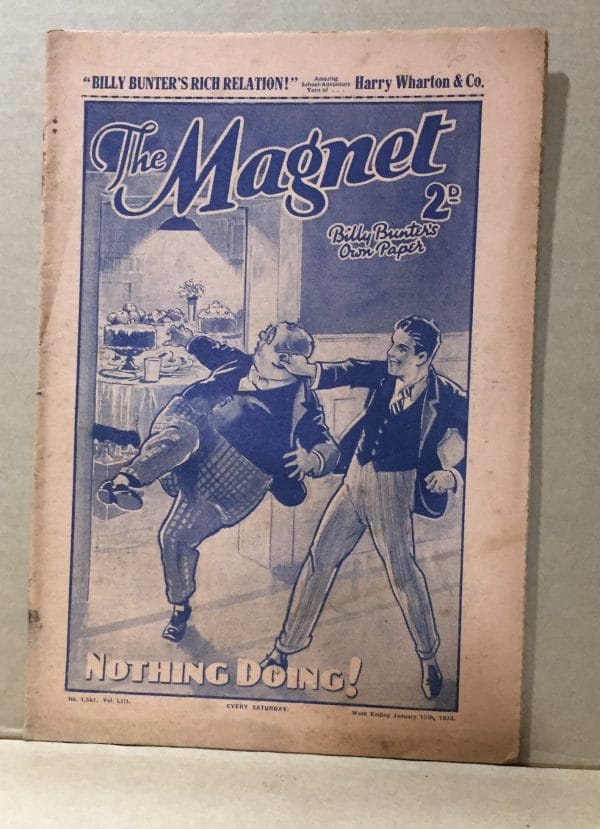 "BILLY BUNTER'S RICH RELATION!" Amazing School-Adventure Yarn of . . . Harry Wharton & Co.
The Magnet
2D
Billy Bunter's
Own Paper
NOTHING DOING!
No. 1,561. Vol. LIII.
EVERY SATURDAY.
Week Ending January 15th, 1938.